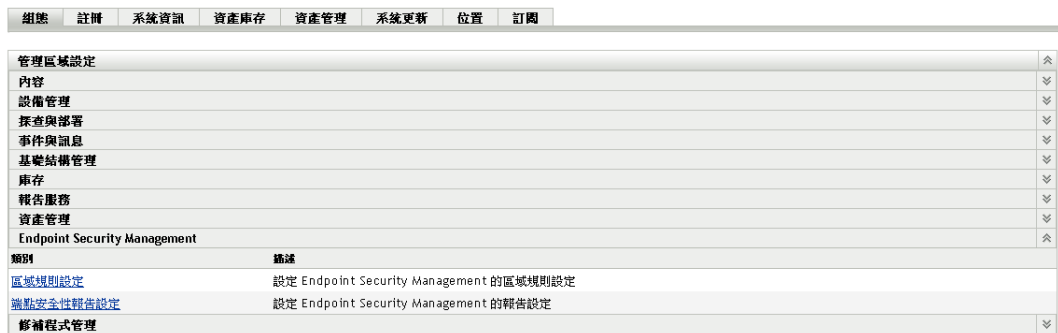 組態 註冊 系統資訊 資產庫存 資產管理 系統更新 位置 訂閱
管理區域設定
內容
設備管理
探查與部署
事件與訊息
基礎結構管理
庫存
報告服務
資產管理
Endpoint Security Management
類別 描述
區域規則設定 設定 Endpoint Security Management 的區域規則設定
端點安全性報告設定 設定 Endpoint Security Management 的報告設定
修補程式管理